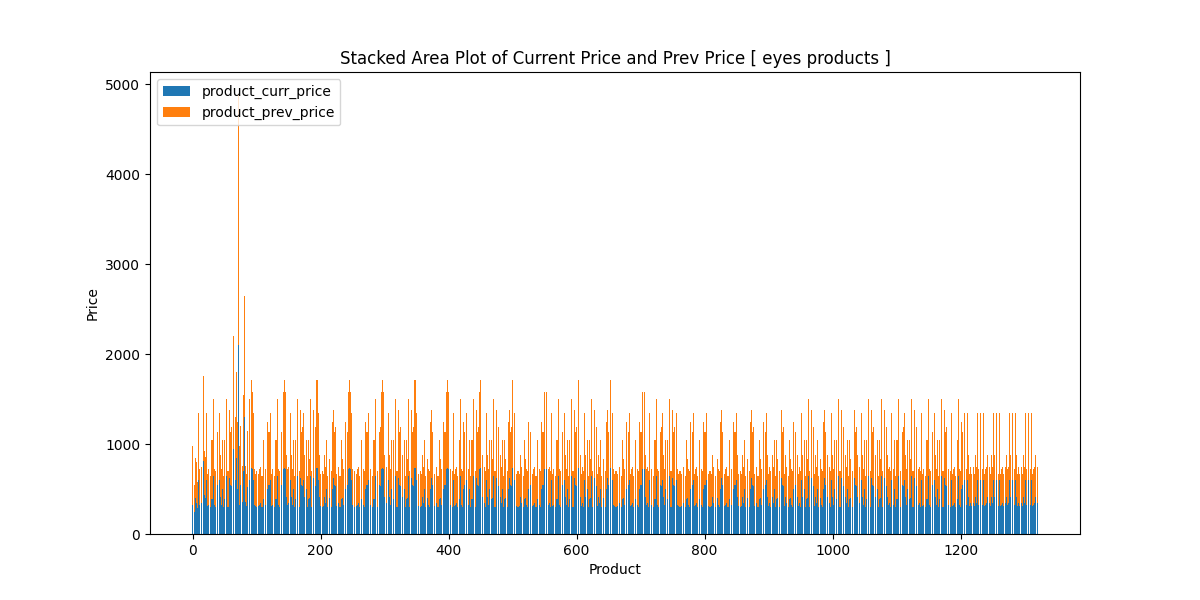 Stacked Area Plot of Current Price and Prev Price [ eyes products ]
product_curr_price
product_prev_price
5000
4000
3000
2000
1000
0
Price
0 200 400 600 800 1000 1200
Product